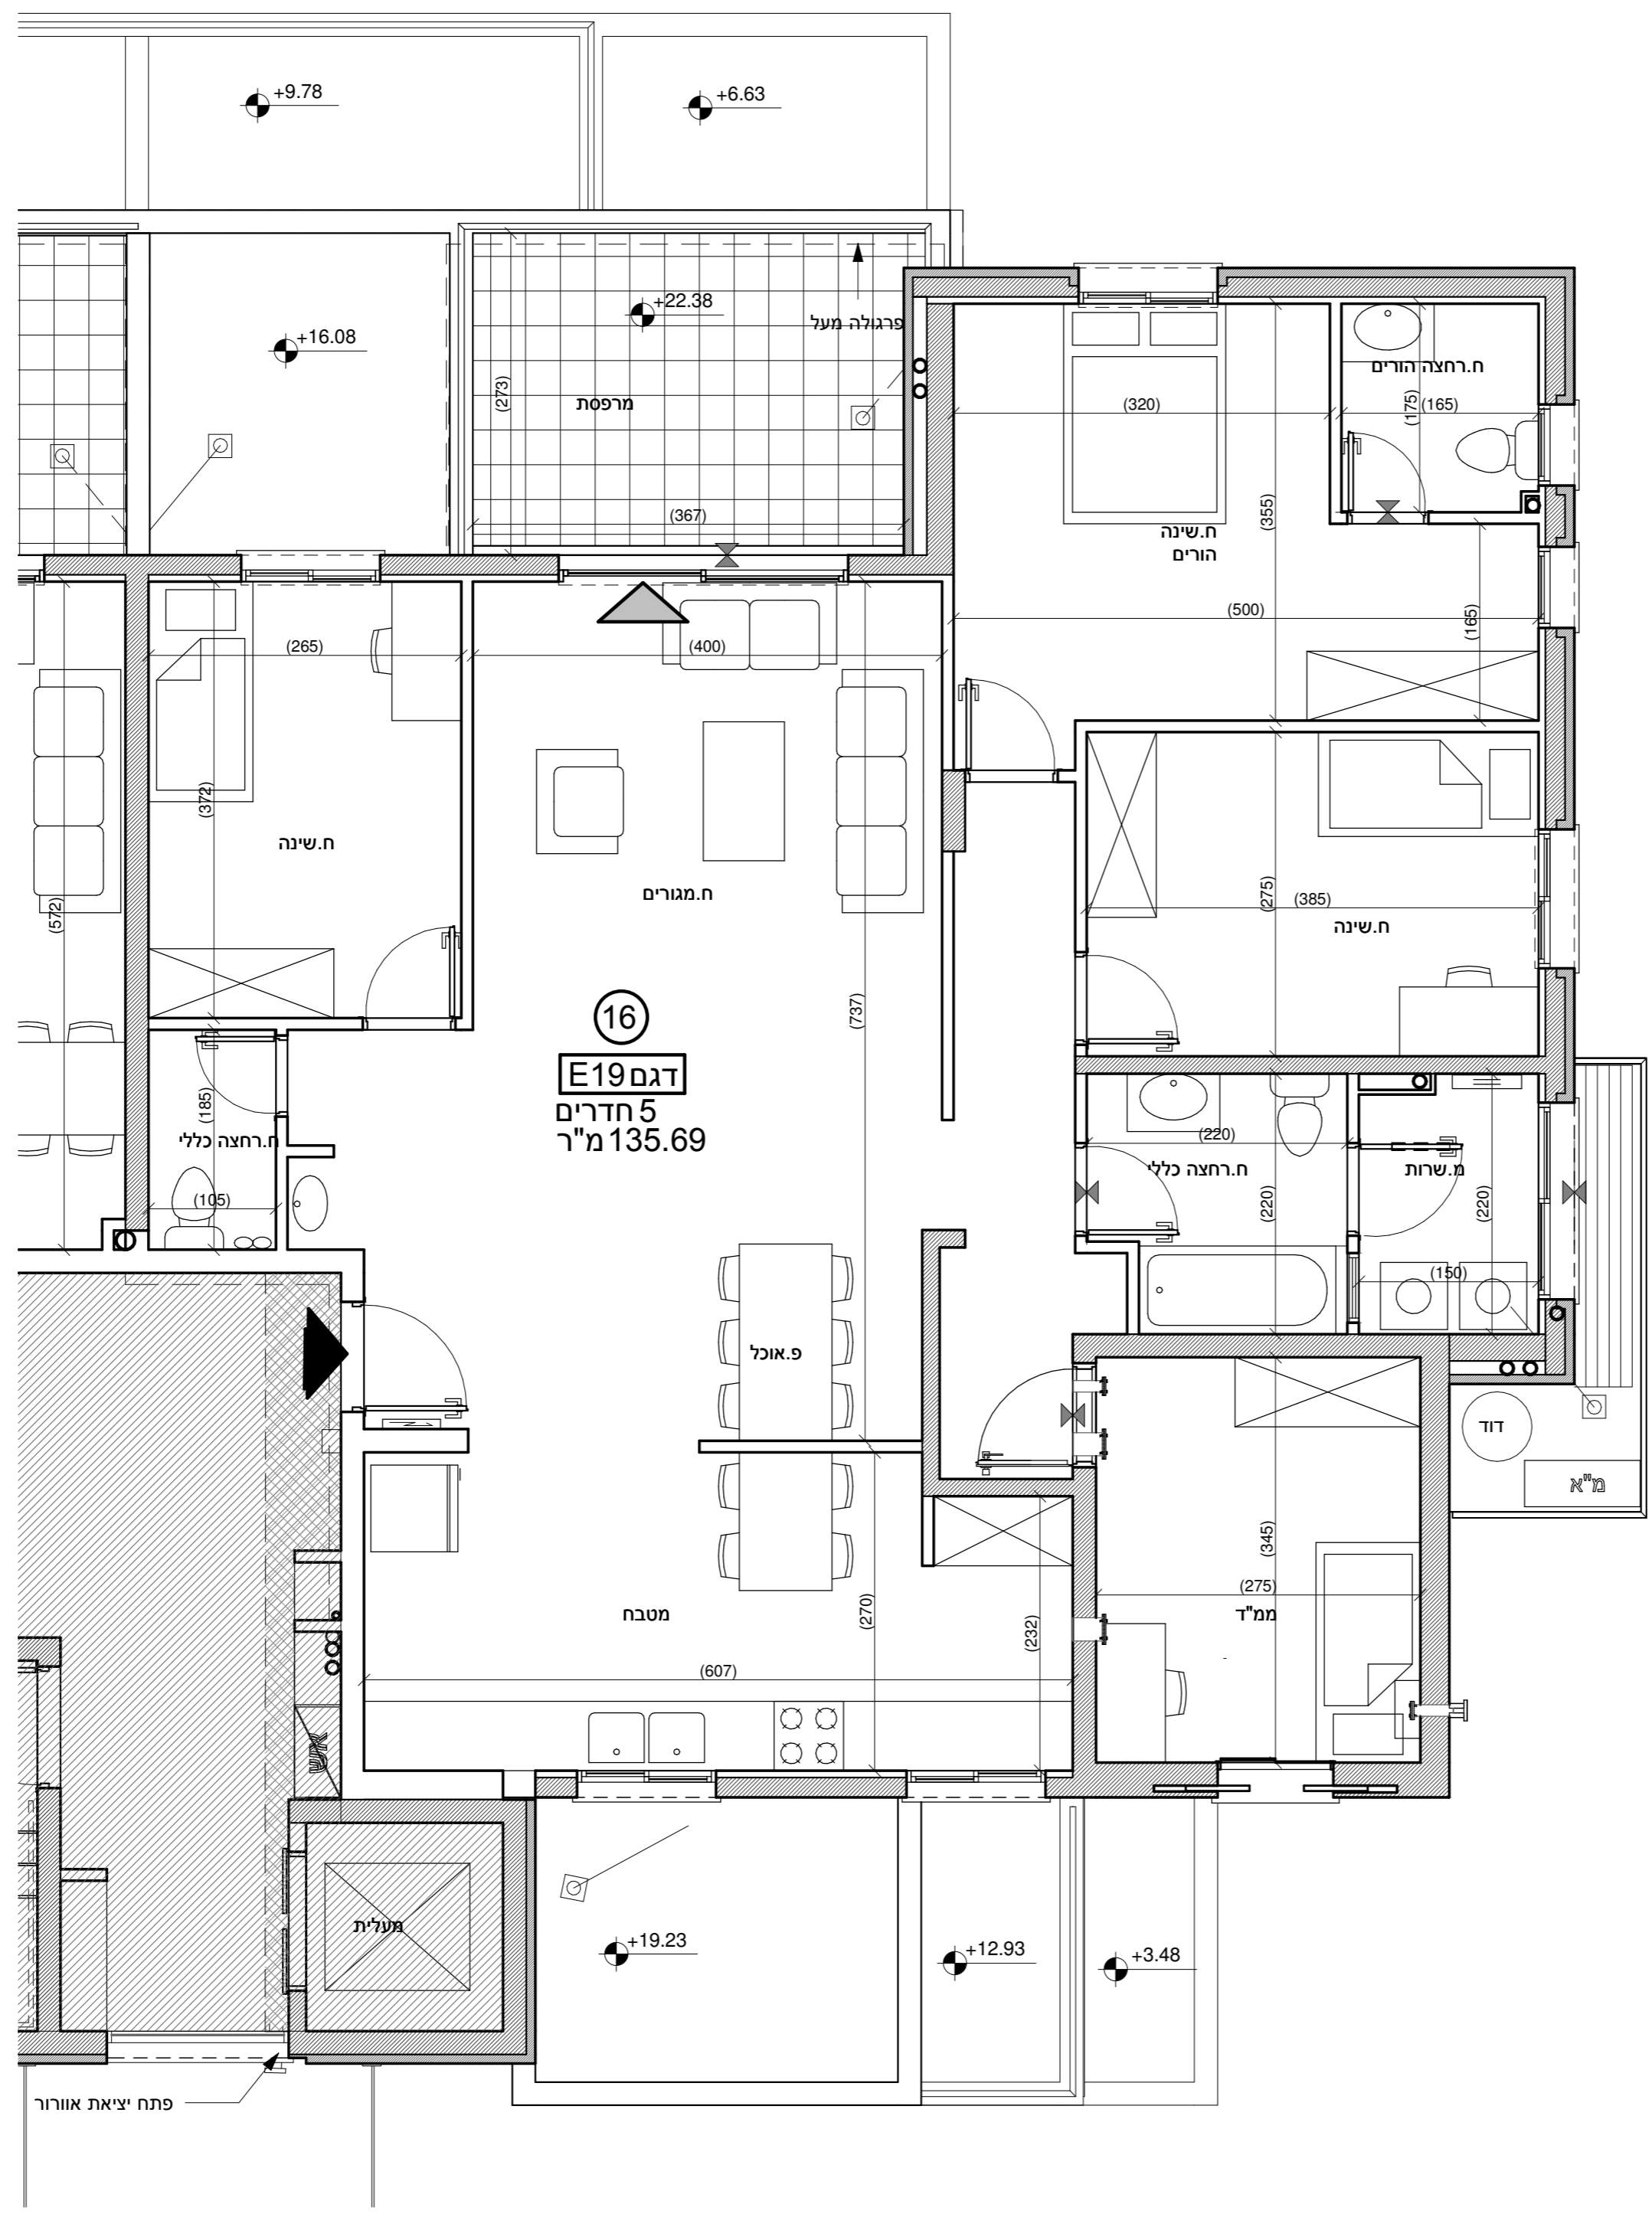 +9.78
+6.63
+22.38
+16.08
פרגולה מעל
מרפסת
(273)
(367)
ח.רחצה הורים
(175)
(165)
(320)
(355)
ח.שינה
הורים
(500)
(165)
(265)
(400)
(372)
ח.שינה
ח.מגורים
(572)
(275)
(385)
ח.שינה
(737)
16
דגם E19
5 חדרים
135.69 מ"ר
(185)
ח.רחצה כללי
(105)
(220)
ח.רחצה כללי
(220)
מ.שרות
(220)
(150)
פ.אוכל
דוד
מ"א
(345)
(275)
ממ"ד
(270)
(232)
מטבח
(607)
אש
מעלית
+19.23
+12.93
+3.48
פתח יציאת אוורור